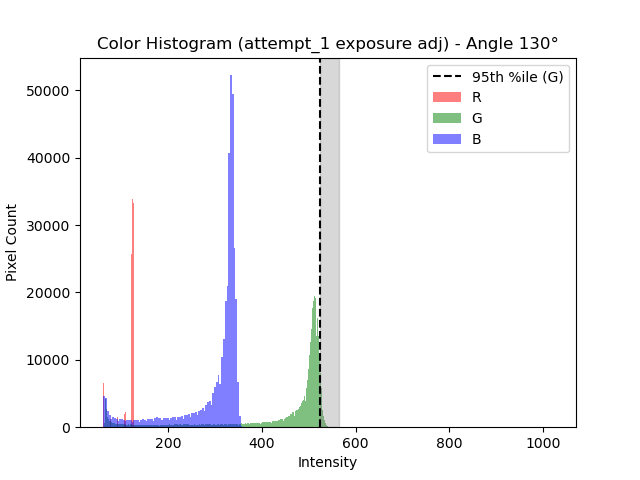 Color Histogram (attempt_1 exposure adj) - Angle 130°
95th %ile (G)
R
G
B
50000
40000
30000
20000
10000
0
Pixel Count
200
400
600
800
1000
Intensity